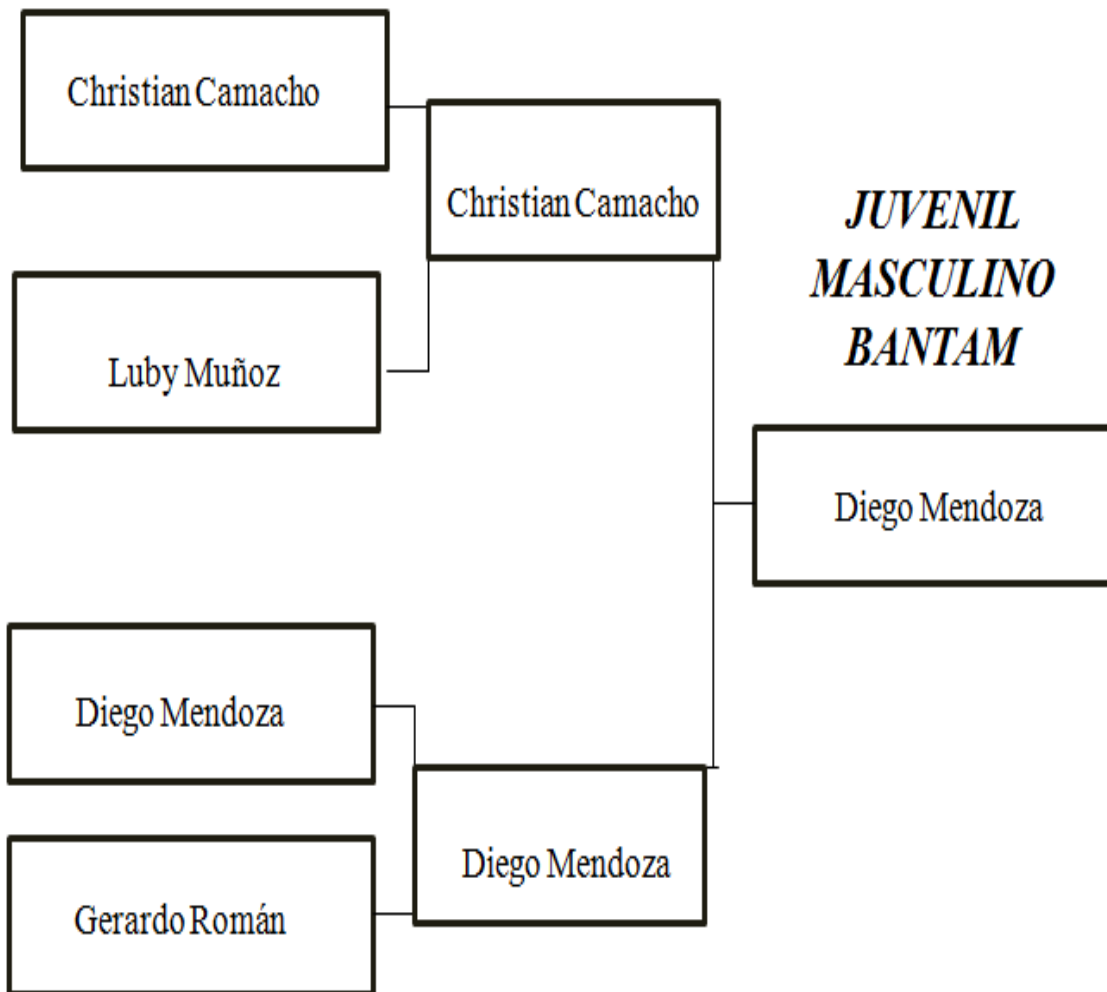 Christian Camacho
Christian Camacho
JUVENIL
MASCULINO
BANTAM
Luby Muñoz
Diego Mendoza
Diego Mendoza
Diego Mendoza
Gerardo Román